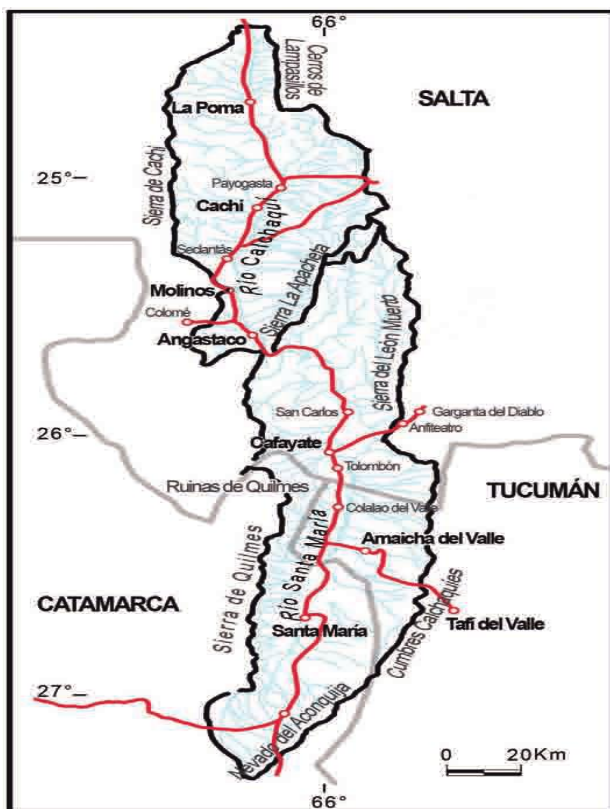 66°
Cerros de
Lampasillos
La Poma
SALTA
Sierra de Cachi
25°
Payogasta
Cachi
Río Calchaquí
Seclantás
Sierra La Apacheta
Molinos
Colomé
Angastaco
Sierra del León Muerto
San Carlos
Garganta del Diablo
Anfiteatro
26°
Cafayate
Tolombón
Ruinas de Quilmes
TUCUMÁN
Colalao del Valle
Amaicha del Valle
Río Santa María
Sierra de Quilmes
CATAMARCA
Santa María
Tafí del Valle
Cumbres Calchaquies
27°
Nevado del Aconquija
0 20Km
66°